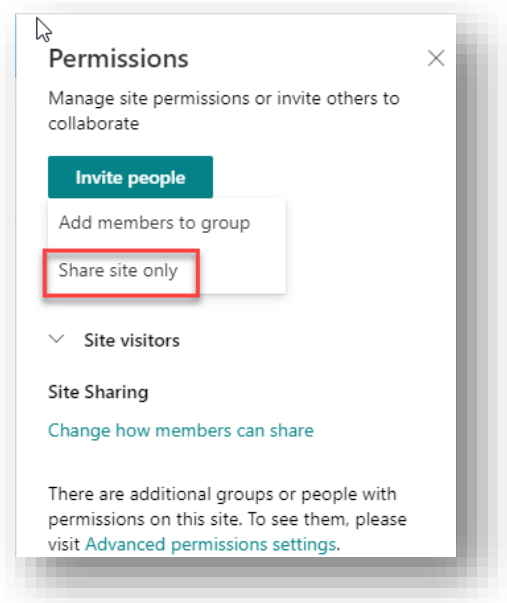 Permissions
Manage site permissions or invite others to
collaborate
Invite people
Add members to group
Share site only
Site visitors
Site Sharing
Change how members can share
There are additional groups or people with
permissions on this site. To see them, please
visit Advanced permissions settings.